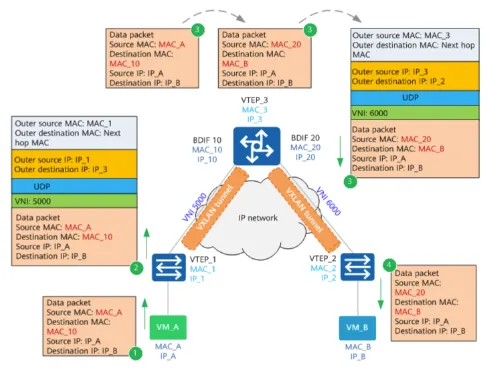 Data packet
Source MAC: MAC_A
Destination MAC:
MAC_10
Source IP: IP_A
Destination IP: IP_B
3
Data packet
Source MAC: MAC_20
Destination MAC:
MAC_B
Source IP: IP_A
Destination IP: IP_B
3
Outer source MAC: MAC_3
Outer destination MAC: Next hop
MAC
Outer source IP: IP_3
Outer destination IP: IP_2
UDP
VNI: 6000
Data packet
Source MAC: MAC_20
Destination MAC: MAC_B
Source IP: IP_A
Destination IP: IP_B
3
VTEP_3
MAC_3
IP_3
BDIF 10
MAC_10
IP_10
BDIF 20
MAC_20
IP_20
Outer source MAC: MAC_1
Outer destination MAC: Next
hop MAC
Outer source IP: IP_1
Outer destination IP: IP_3
UDP
VNI: 5000
Data packet
Source MAC: MAC_A
Destination MAC: MAC_10
Source IP: IP_A
Destination IP: IP_B
2
VNI 5000
VXLAN tunnel
IP network
VXLAN tunnel
VNI 6000
VTEP_1
MAC_1
IP_1
VTEP_2
MAC_2
IP_2
4
Data packet
Source MAC:
MAC_20
Destination MAC:
MAC_B
Source IP: IP_A
Destination IP: IP_B
Data packet
Source MAC: MAC_A
Destination MAC:
MAC_10
Source IP: IP_A
Destination IP: IP_B
1
VM_A
MAC_A
IP_A
VM_B
MAC_B
IP_B